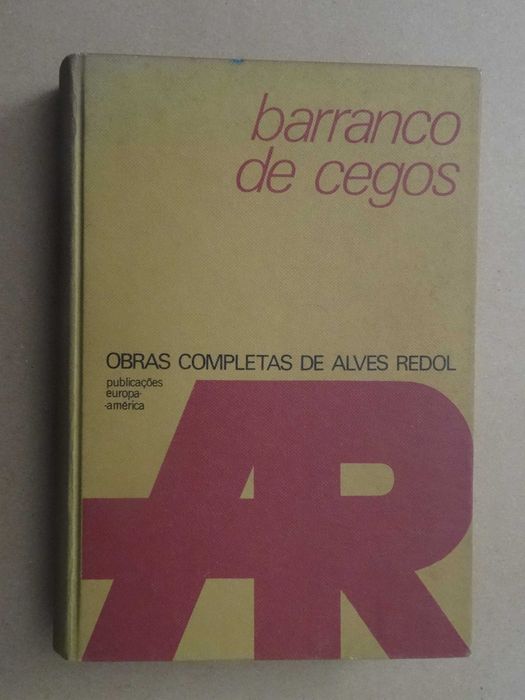 barranco
de cegos
OBRAS COMPLETAS DE ALVES REDOL
publicações
europa-
-américa
AR